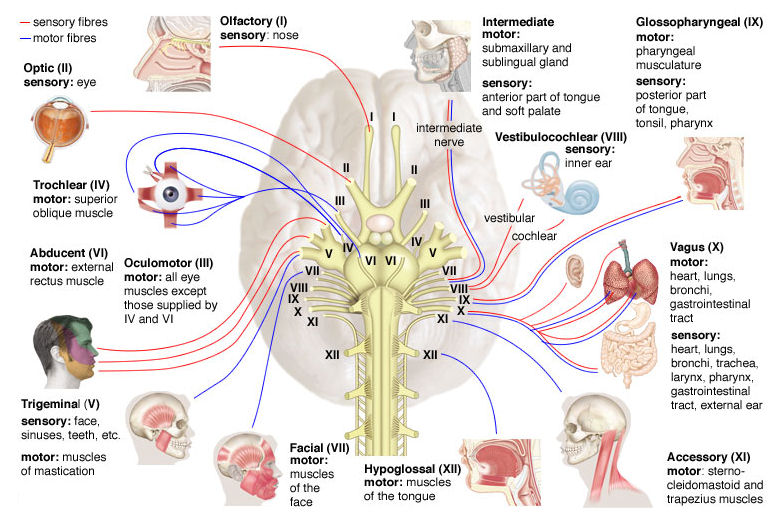 sensory fibres
motor fibres
Olfactory (I)
sensory: nose
Optic (II)
sensory: eye
Intermediate
motor:
submaxillary and
sublingual gland
sensory:
anterior part of tongue
and soft palate
Glossopharyngeal (IX)
motor:
pharyngeal
musculature
sensory:
posterior part
of tongue,
tonsil, pharynx
intermediate
nerve
Vestibulocochlear (VIII)
sensory:
inner ear
vestibular
cochlear
Trochlear (IV)
motor: superior
oblique muscle
Abducent (VI)
motor: external
rectus muscle
Oculomotor (III)
motor: all eye
muscles except
those supplied by
IV and VI
Vagus (X)
motor:
heart, lungs,
bronchi,
gastrointestinal
tract
sensory:
heart, lungs,
bronchi, trachea,
larynx, pharynx,
gastrointestinal
tract, external ear
I I
II II
III III
IV IV
V VI VI V
VII VII
VIII VIII
IX IX
X X
XI XI
XII XII
Trigeminal (V)
sensory: face,
sinuses, teeth, etc.
motor: muscles
of mastication
Facial (VII)
motor:
muscles
of the
face
Hypoglossal (XII)
motor: muscles
of the tongue
Accessory (XI)
motor: sterno-
cleidomastoid and
trapezius muscles